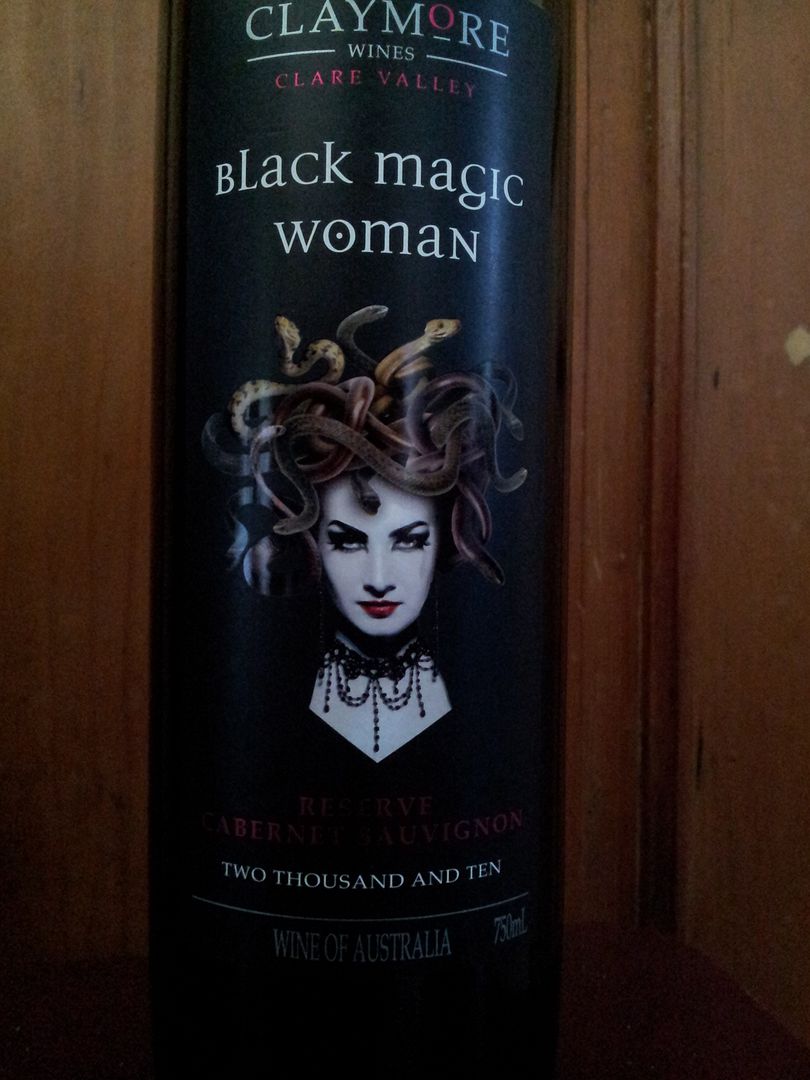 CLAYMORE
WINES
CLARE VALLEY
BLACK MAGIC
WOMAN
RESERVE
CABERNET SAUVIGNON
TWO THOUSAND AND TEN
WINE OF AUSTRALIA 750mL